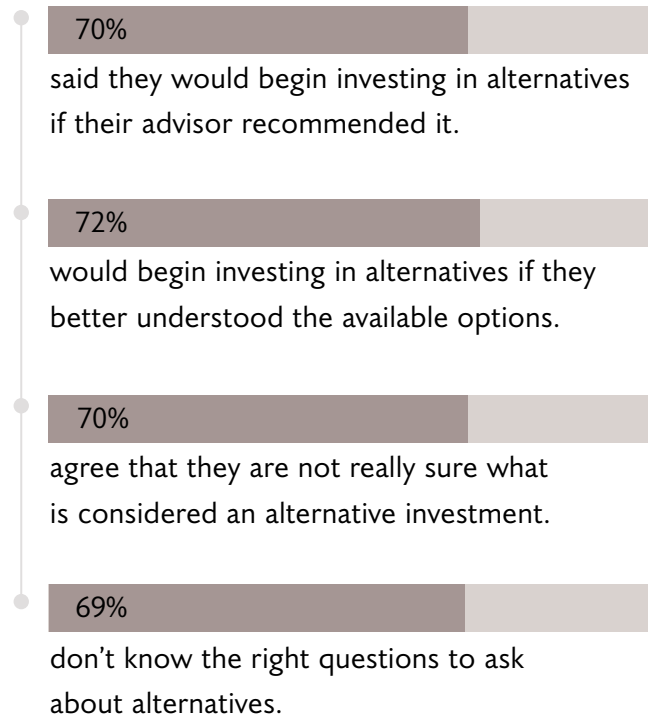 70%
said they would begin investing in alternatives
if their advisor recommended it.
72%
would begin investing in alternatives if they
better understood the available options.
70%
agree that they are not really sure what
is considered an alternative investment.
69%
don’t know the right questions to ask
about alternatives.